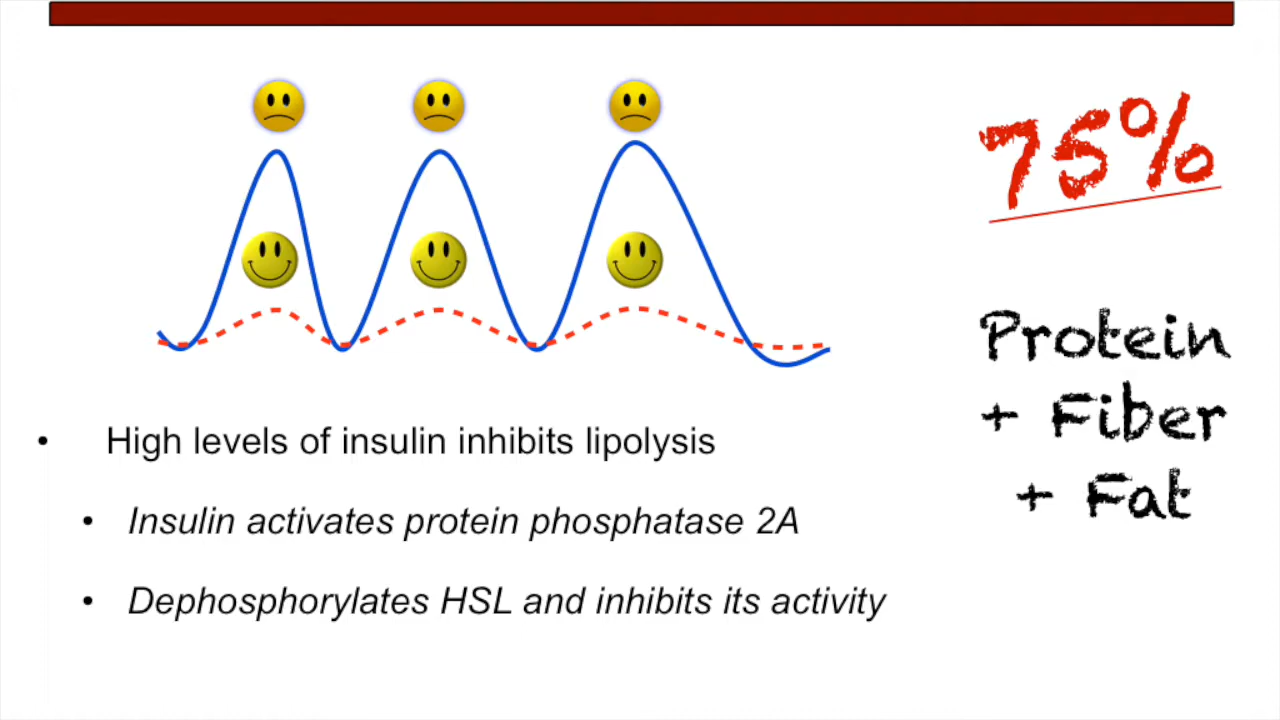 75%
Protein
+ Fiber
+ Fat
• High levels of insulin inhibits lipolysis
• Insulin activates protein phosphatase 2A
• Dephosphorylates HSL and inhibits its activity